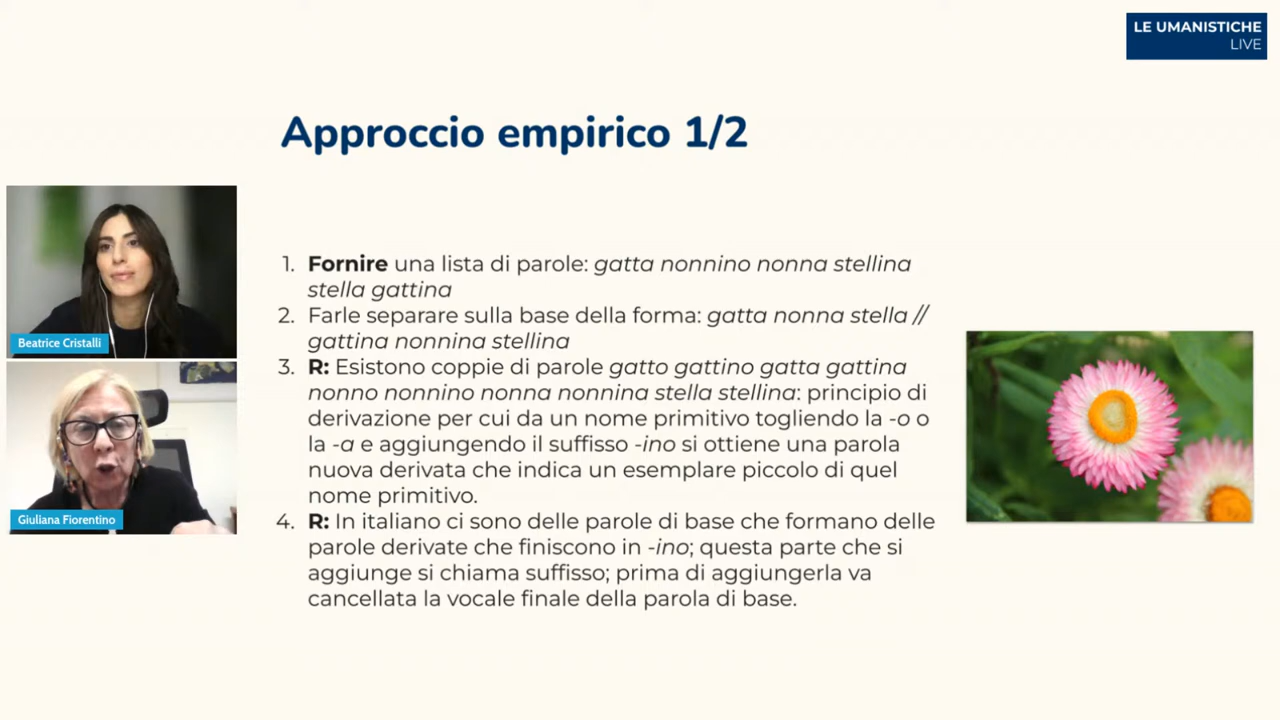 LE UMANISTICHE
LIVE
Approccio empirico 1/2
Beatrice Cristalli
Giuliana Fiorentino
1. Fornire una lista di parole: gatta nonnino nonna stellina
stella gattina
2. Farle separare sulla base della forma: gatta nonna stella //
gattina nonnina stellina
3. R: Esistono coppie di parole gatto gattino gatta gattina
nonno nonnino nonna nonnina stella stellina: principio di
derivazione per cui da un nome primitivo togliendo la -o o
la -a e aggiungendo il suffisso -ino si ottiene una parola
nuova derivata che indica un esemplare piccolo di quel
nome primitivo.
4. R: In italiano ci sono delle parole di base che formano delle
parole derivate che finiscono in -ino; questa parte che si
aggiunge si chiama suffisso; prima di aggiungerla va
cancellata la vocale finale della parola di base.